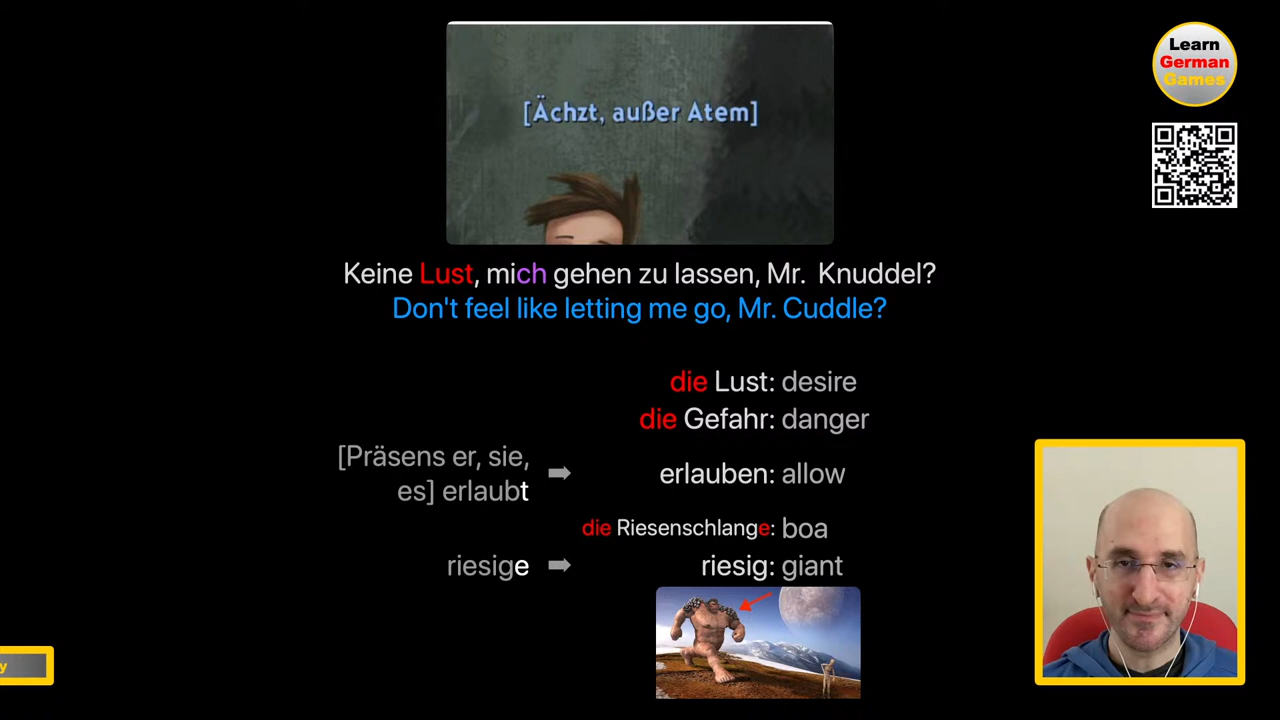 Learn
German
Games
[Ächzt, außer Atem]
Keine Lust, mich gehen zu lassen, Mr. Knuddel?
Don't feel like letting me go, Mr. Cuddle?
die Lust: desire
die Gefahr: danger
[Präsens er, sie,
es] erlaubt ➡ erlauben: allow
die Riesenschlange: boa
riesige ➡ riesig: giant
y